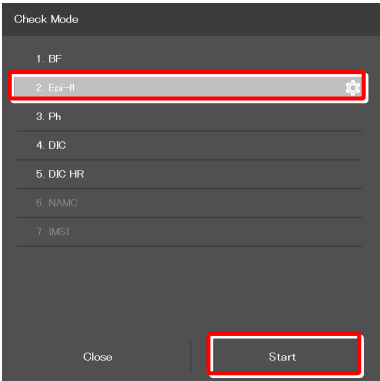 Check Mode
1. BF
2. Epi-fl
3. Ph
4. DIC
5. DIC HR
6. NAMC
7. IMSI
Close
Start